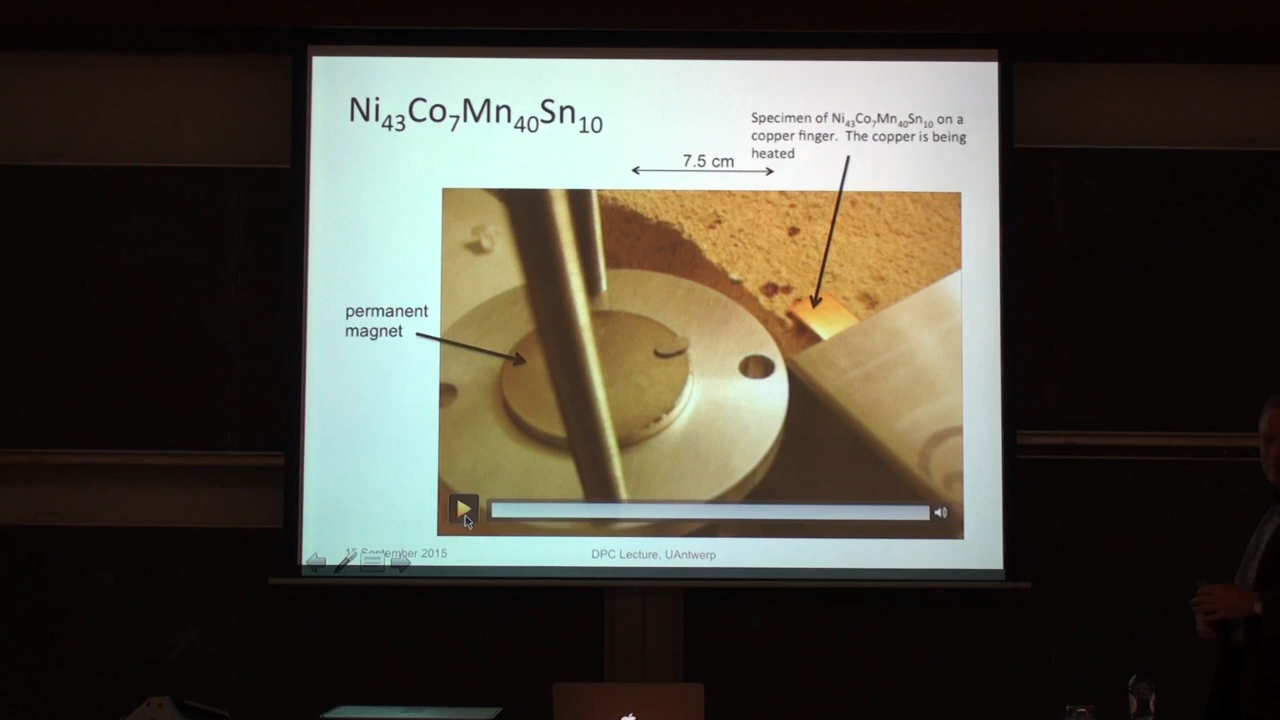 Ni₄₃Co₇Mn₄₀Sn₁₀
Specimen of Ni₄₃Co₇Mn₄₀Sn₁₀ on a
copper finger. The copper is being
heated
7.5 cm
permanent
magnet
15 September 2015
DPC Lecture, UAntwerp